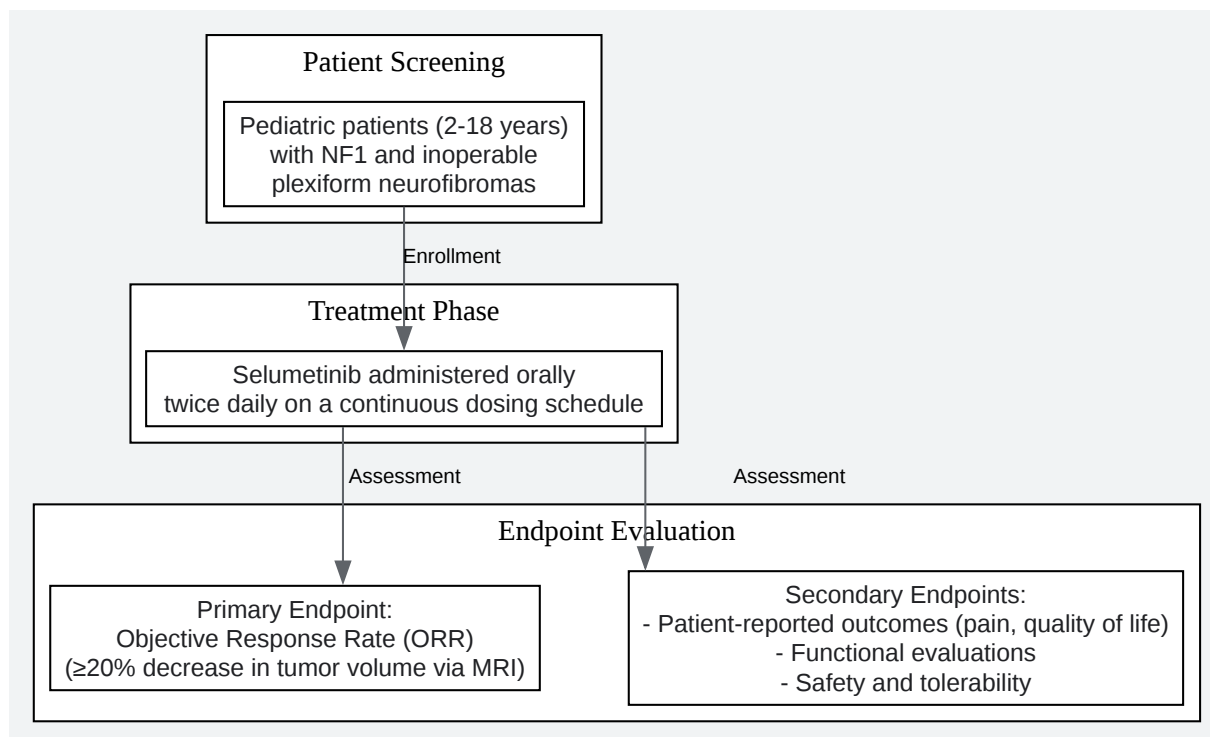 Patient Screening
Pediatric patients (2-18 years)
with NF1 and inoperable
plexiform neurofibromas
Enrollment
Treatment Phase
Selumetinib administered orally
twice daily on a continuous dosing schedule
Assessment
Assessment
Endpoint Evaluation
Primary Endpoint:
Objective Response Rate (ORR)
(≥20% decrease in tumor volume via MRI)
Secondary Endpoints:
- Patient-reported outcomes (pain, quality of life)
- Functional evaluations
- Safety and tolerability